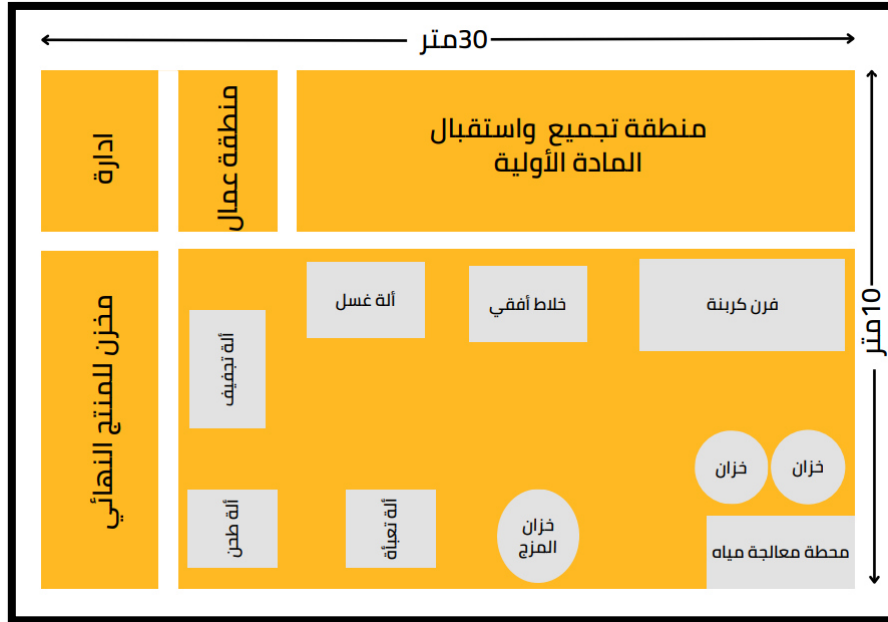 30متر
ادارة
منطقة عمال
منطقة تجميع واستقبال
المادة الأولية
10متر
مخزن للمنتج النهائي
فرن كربنة
خلاط أفقي
ألة غسل
ألة تجفيف
خزان
خزان
محطة معالجة مياه
خزان
المزج
ألة تعبئة
ألة طحن